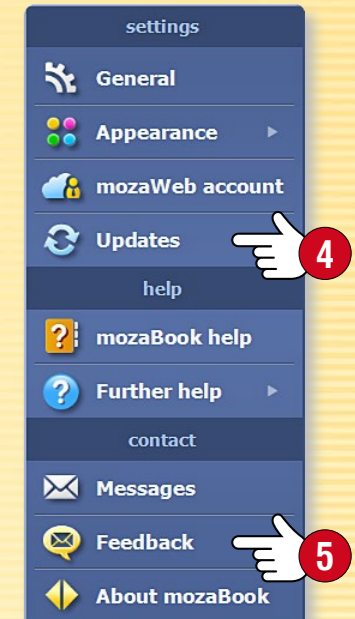 settings
General
Appearance
mozaWeb account
Updates
4
help
? mozaBook help
? Further help
contact
Messages
Feedback
5
About mozaBook